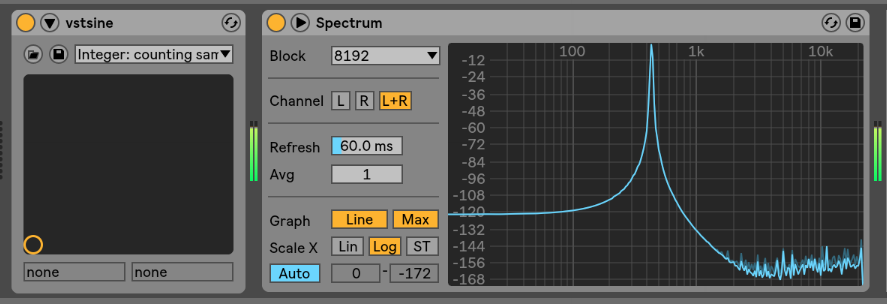 vstsine
Integer: counting san
none
none
Spectrum
Block
8192
Channel
L
R
L+R
Refresh
60.0 ms
Avg
1
Graph
Line
Max
Scale X
Lin
Log
ST
Auto
0
-
-172
100
1k
10k
-12
-24
-36
-48
-60
-72
-84
-96
-108
-120
-132
-144
-156
-168